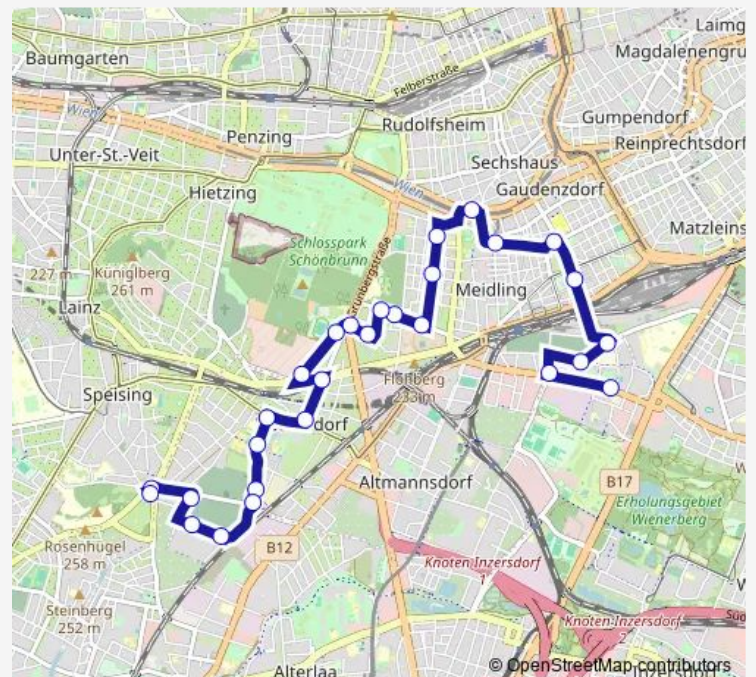 Laimg
Baumgarten
Magdalenengru
Felberstraße
Wien
Rudolfsheim
Gumpendorf
Penzing
Reinprechtsdorf
Unter-St.-Veit
Sechshaus
Wien
Hietzing
Gaudenzdorf
Schlosspark
Schönbrunn
Matzleins
227 m
Küniglberg
261 m
Grünbergstraße
Meidling
Lainz
Speising
233 m
dorf
Altmannsdorf
B17
Erholungsgebiet
Wienerberg
Rosenhügel
258 m
B12
Knoten Inzersdorf
1
Steinberg
252 m
Knoten Inzersdorf
2
Alterlaa
© OpenStreetMap contributors